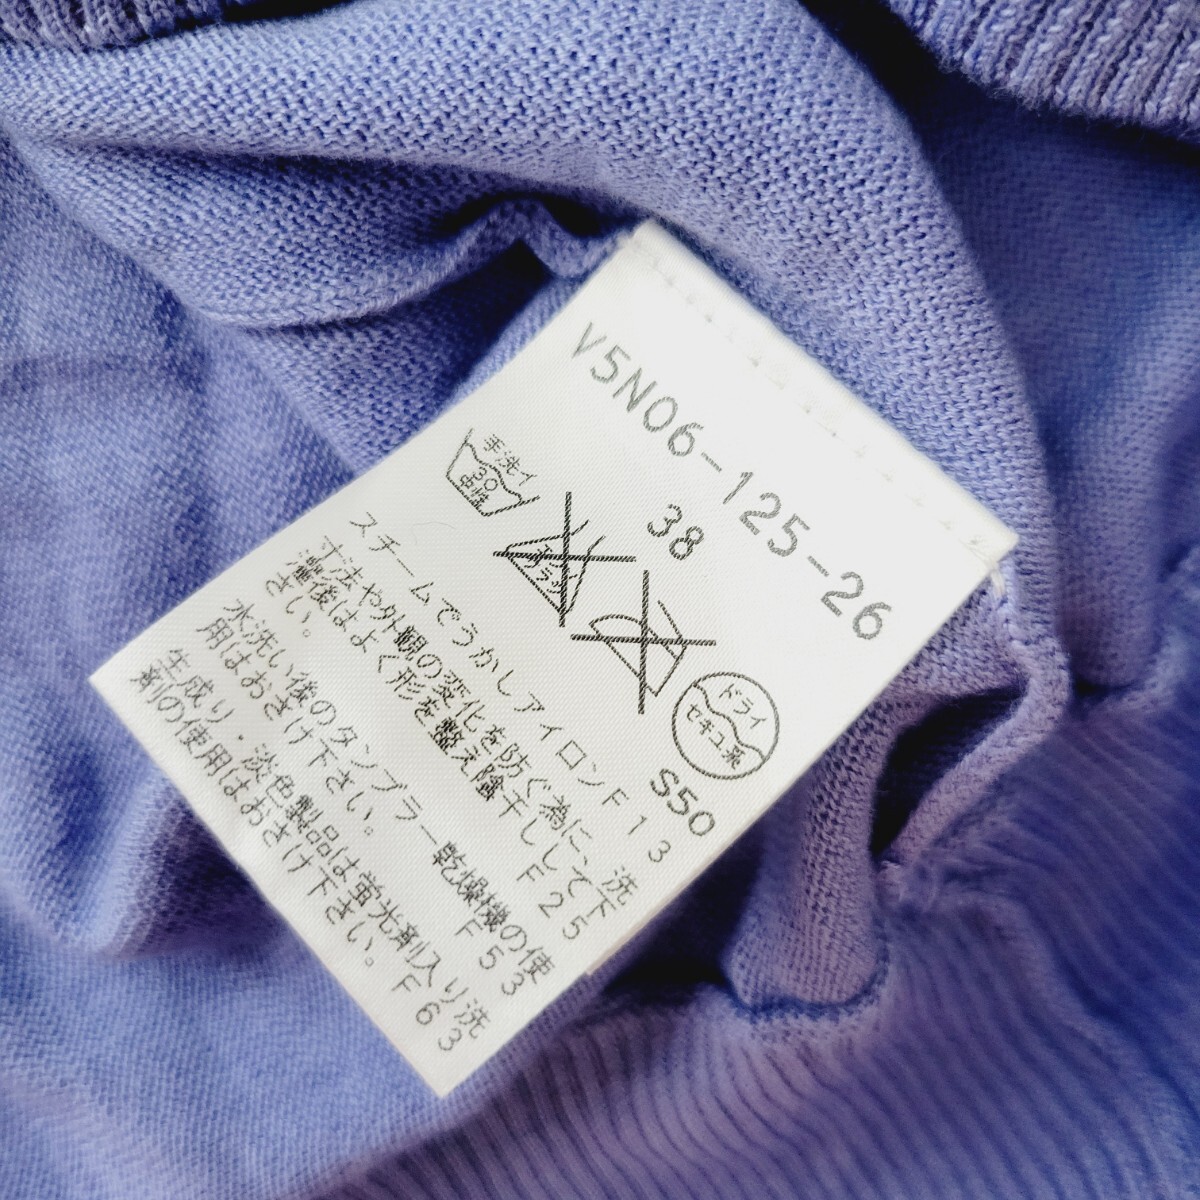 V5N06-125-26
38
手洗イ
30
中性
エンソ
サラシ
ドライ
セキユ系
S50
スチームでうかしアイロンF13
寸法や外観の変化を防ぐ為に、洗
濯後はよく形を整え陰干しして下
さい。F25
水洗い後のタンブラー乾燥機の使
用はおさけ下さい。F53
生成り・淡色製品は蛍光剤入り洗
剤の使用はおさけ下さい。F63